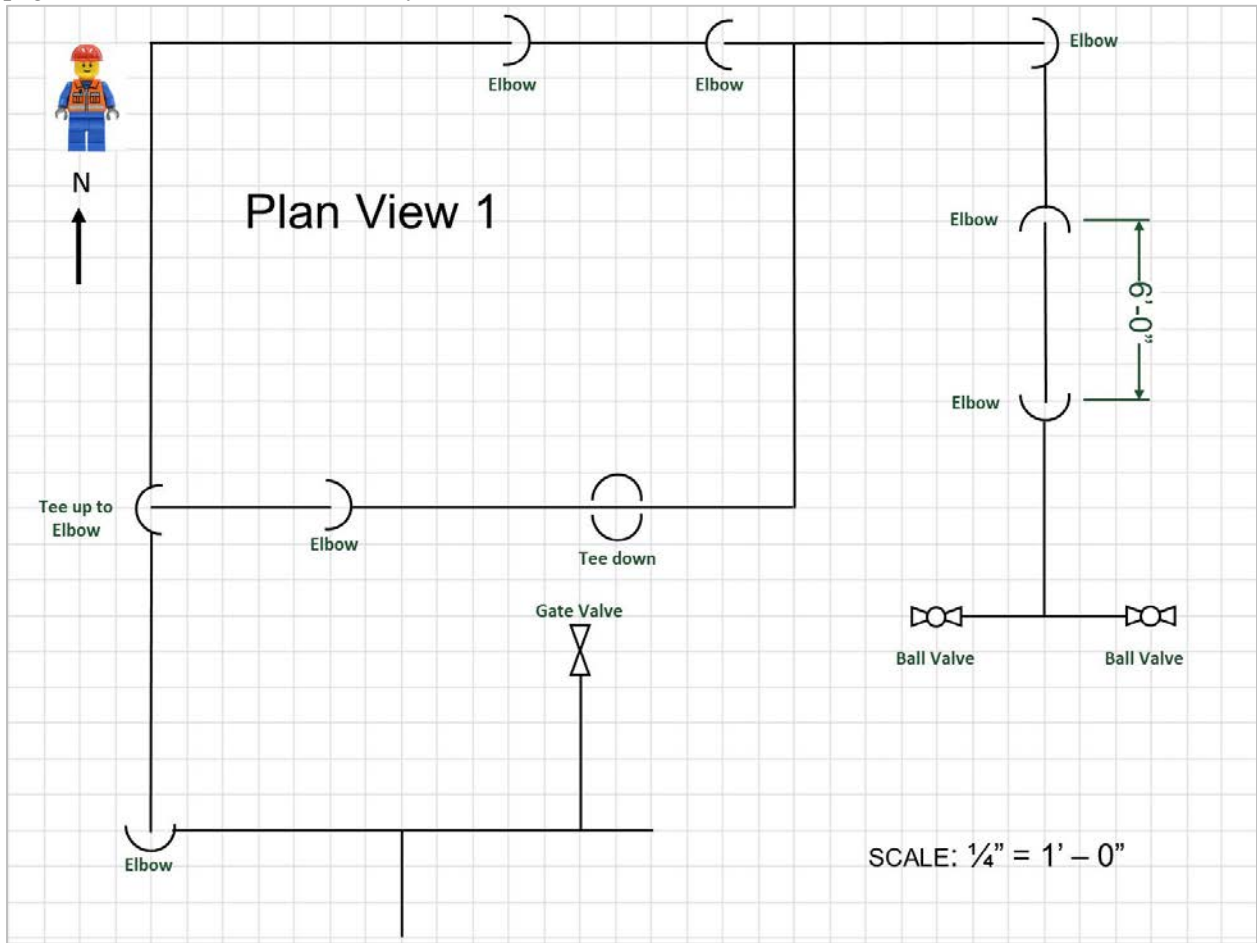 Elbow
Elbow
Elbow
N
Plan View 1
Elbow
6'-0"
Elbow
Tee up to
Elbow
Elbow
Tee down
Gate Valve
Ball Valve
Ball Valve
Elbow
SCALE: ¼" = 1' – 0"